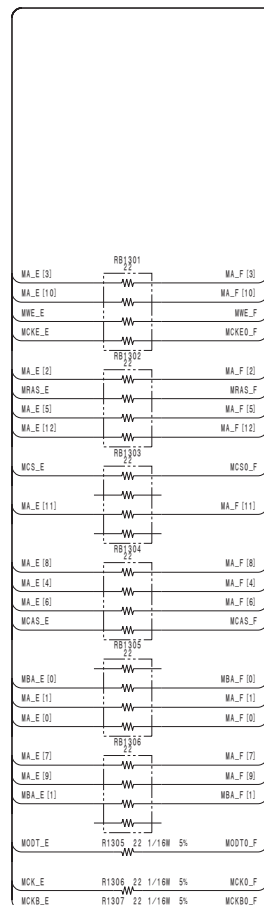 RB1301
22
MA_E [3] MA_F [3]
MA_E [10] MA_F [10]
MWE_E MWE_F
MCKE_E MCKE0_F
RB1302
22
MA_E [2] MA_F [2]
MRAS_E MRAS_F
MA_E [5] MA_F [5]
MA_E [12] MA_F [12]
RB1303
22
MCS_E MCS0_F
MA_E [11] MA_F [11]
RB1304
22
MA_E [8] MA_F [8]
MA_E [4] MA_F [4]
MA_E [6] MA_F [6]
MCAS_E MCAS_F
RB1305
22
MBA_E [0] MBA_F [0]
MA_E [1] MA_F [1]
MA_E [0] MA_F [0]
RB1306
22
MA_E [7] MA_F [7]
MA_E [9] MA_F [9]
MBA_E [1] MBA_F [1]
MODT_E R1305 22 1/16W 5% MODT0_F
MCK_E R1306 22 1/16W 5% MCK0_F
MCKB_E R1307 22 1/16W 5% MCKB0_F